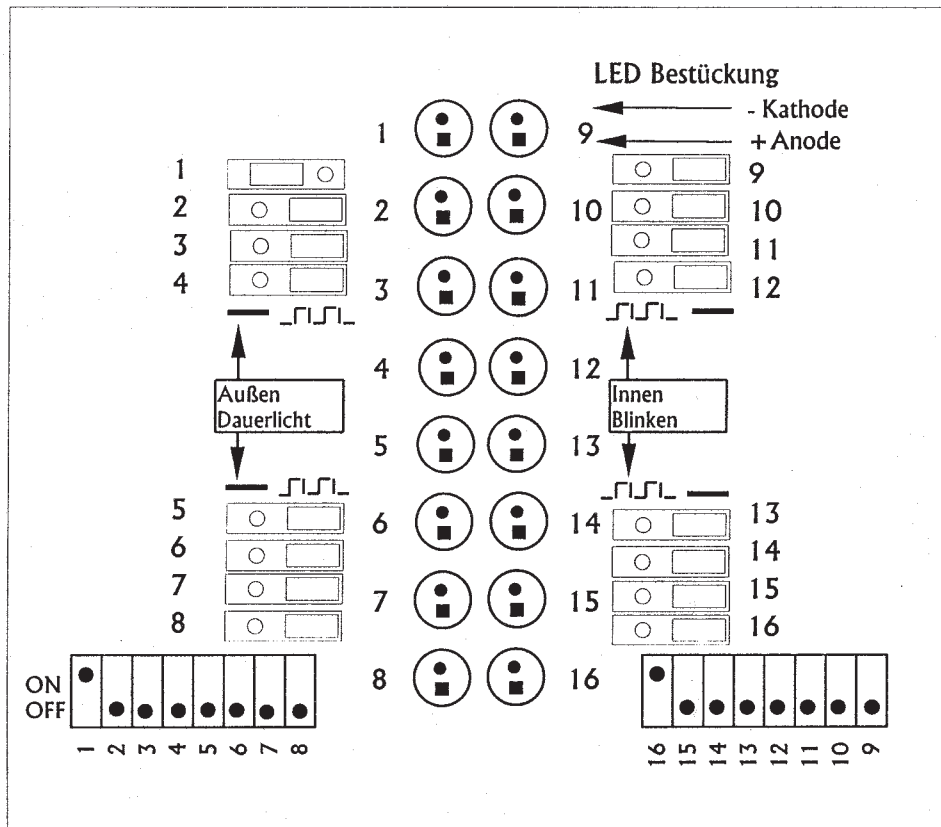 LED Bestückung
- Kathode
+ Anode
1 9
1 9
2 2 10 10
3 11
4 3 11 12
4 12
Außen
Dauerlicht
Innen
Blinken
5 13
5 13
6 6 14 14
7 15
8 7 15 16
8 16
ON
OFF
1 2 3 4 5 6 7 8
16 15 14 13 12 11 10 9